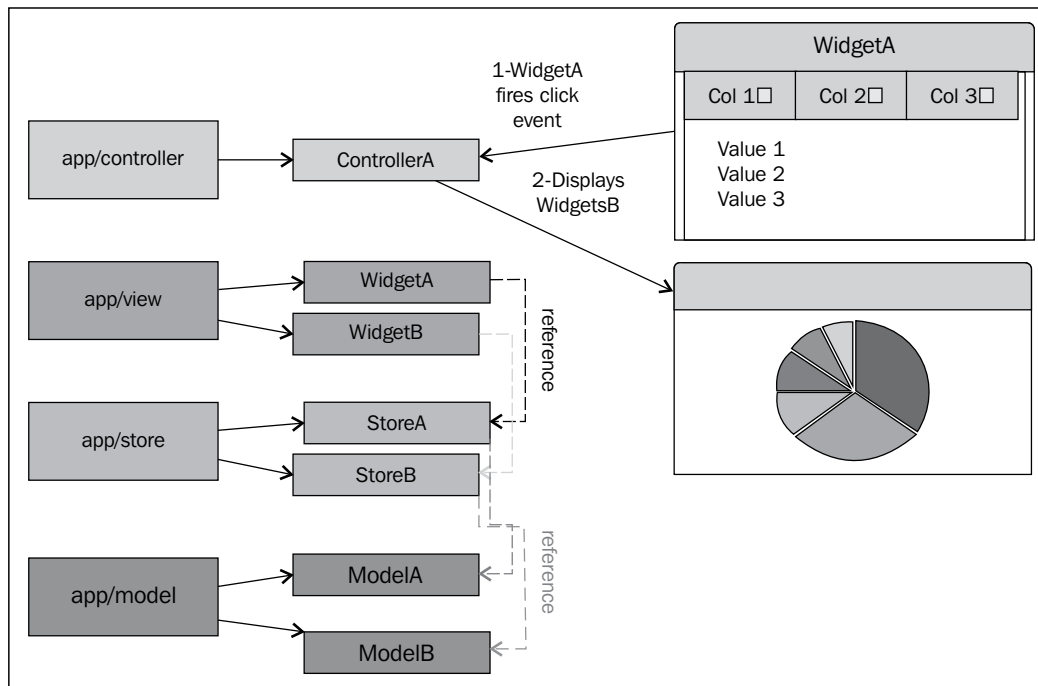 WidgetA
Col 1□
Col 2□
Col 3□
Value 1
Value 2
Value 3
1-WidgetA
fires click
event
app/controller
ControllerA
2-Displays
WidgetsB
app/view
WidgetA
WidgetB
reference
app/store
StoreA
StoreB
reference
app/model
ModelA
ModelB